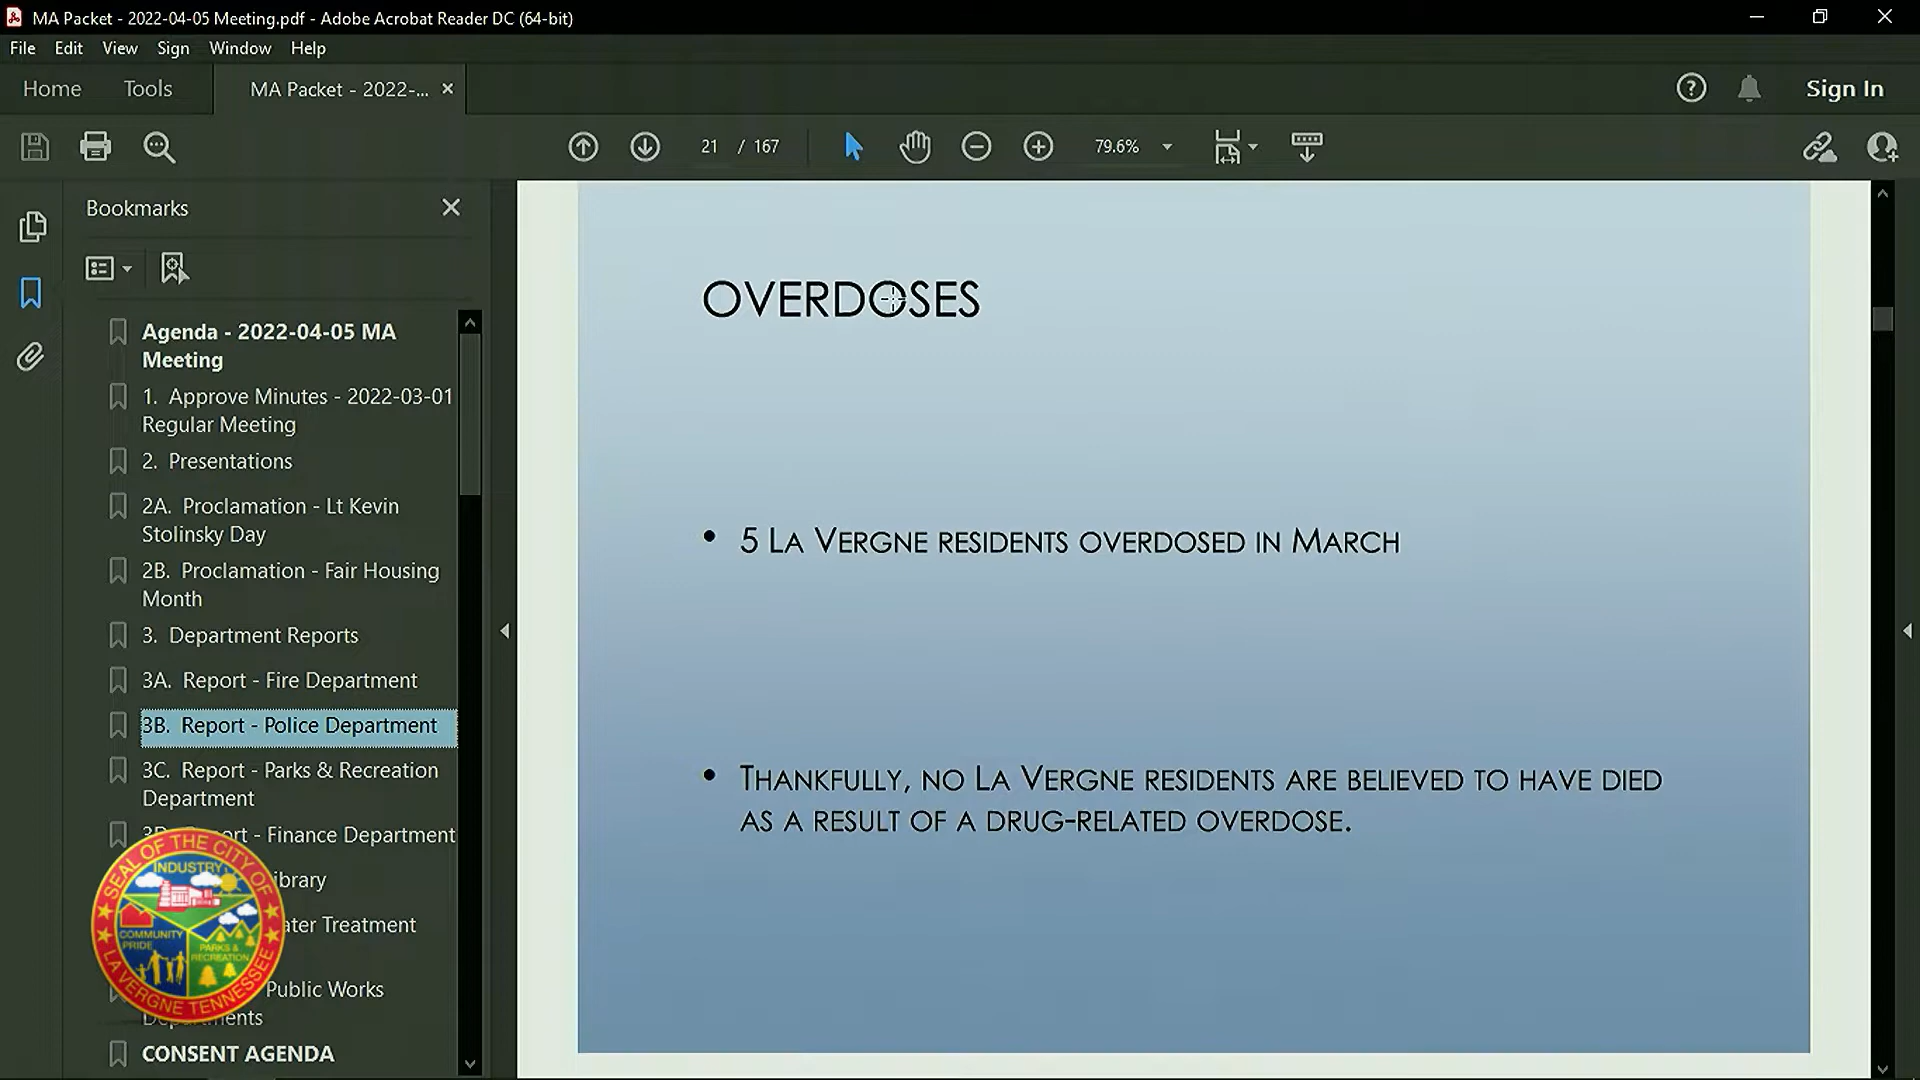 MA Packet - 2022-04-05 Meeting.pdf - Adobe Acrobat Reader DC (64-bit)
File Edit View Sign Window Help
Home Tools MA Packet - 2022-... Sign In
21 / 167 79.6%
Bookmarks
Agenda - 2022-04-05 MA
Meeting
1. Approve Minutes - 2022-03-01
Regular Meeting
2. Presentations
2A. Proclamation - Lt Kevin
Stolinsky Day
2B. Proclamation - Fair Housing
Month
3. Department Reports
3A. Report - Fire Department
3B. Report - Police Department
3C. Report - Parks & Recreation
Department
- Finance Department
Public Works
CONSENT AGENDA
SEAL OF THE CITY OF
LA VERGNE TENNESSEE
INDUSTRY
COMMUNITY
PRIDE
PARKS &
RECREATION
OVERDOSES
• 5 LA VERGNE RESIDENTS OVERDOSED IN MARCH
• THANKFULLY, NO LA VERGNE RESIDENTS ARE BELIEVED TO HAVE DIED
AS A RESULT OF A DRUG-RELATED OVERDOSE.